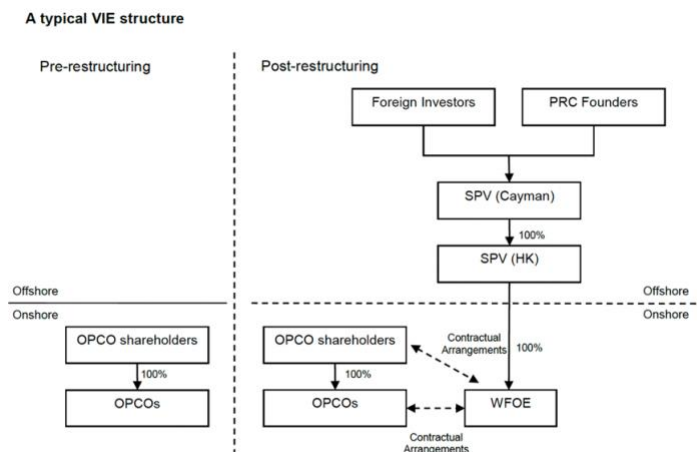 A typical VIE structure
Pre-restructuring
Post-restructuring
Foreign Investors
PRC Founders
SPV (Cayman)
100%
SPV (HK)
Offshore
Offshore
Onshore
Onshore
OPCO shareholders
OPCO shareholders
Contractual
Arrangements
100%
100%
100%
OPCOs
OPCOs
WFOE
Contractual
Arrangements